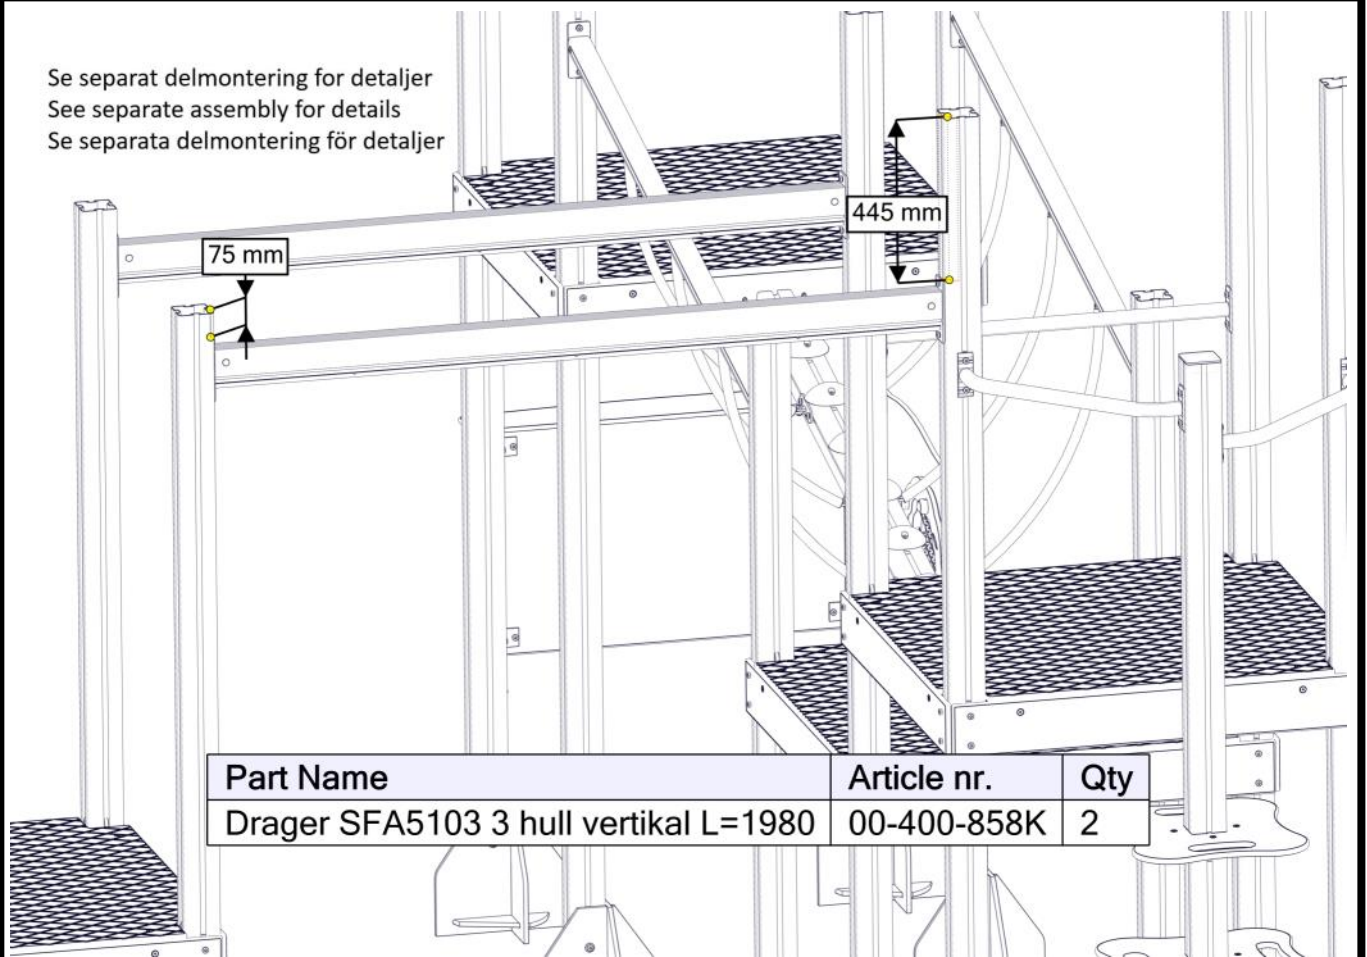 Se separat delmontering for detaljer
See separate assembly for details
Se separata delmontering för detaljer
445 mm
75 mm
Part Name Article nr. Qty
Drager SFA5103 3 hull vertikal L=1980 00-400-858K 2